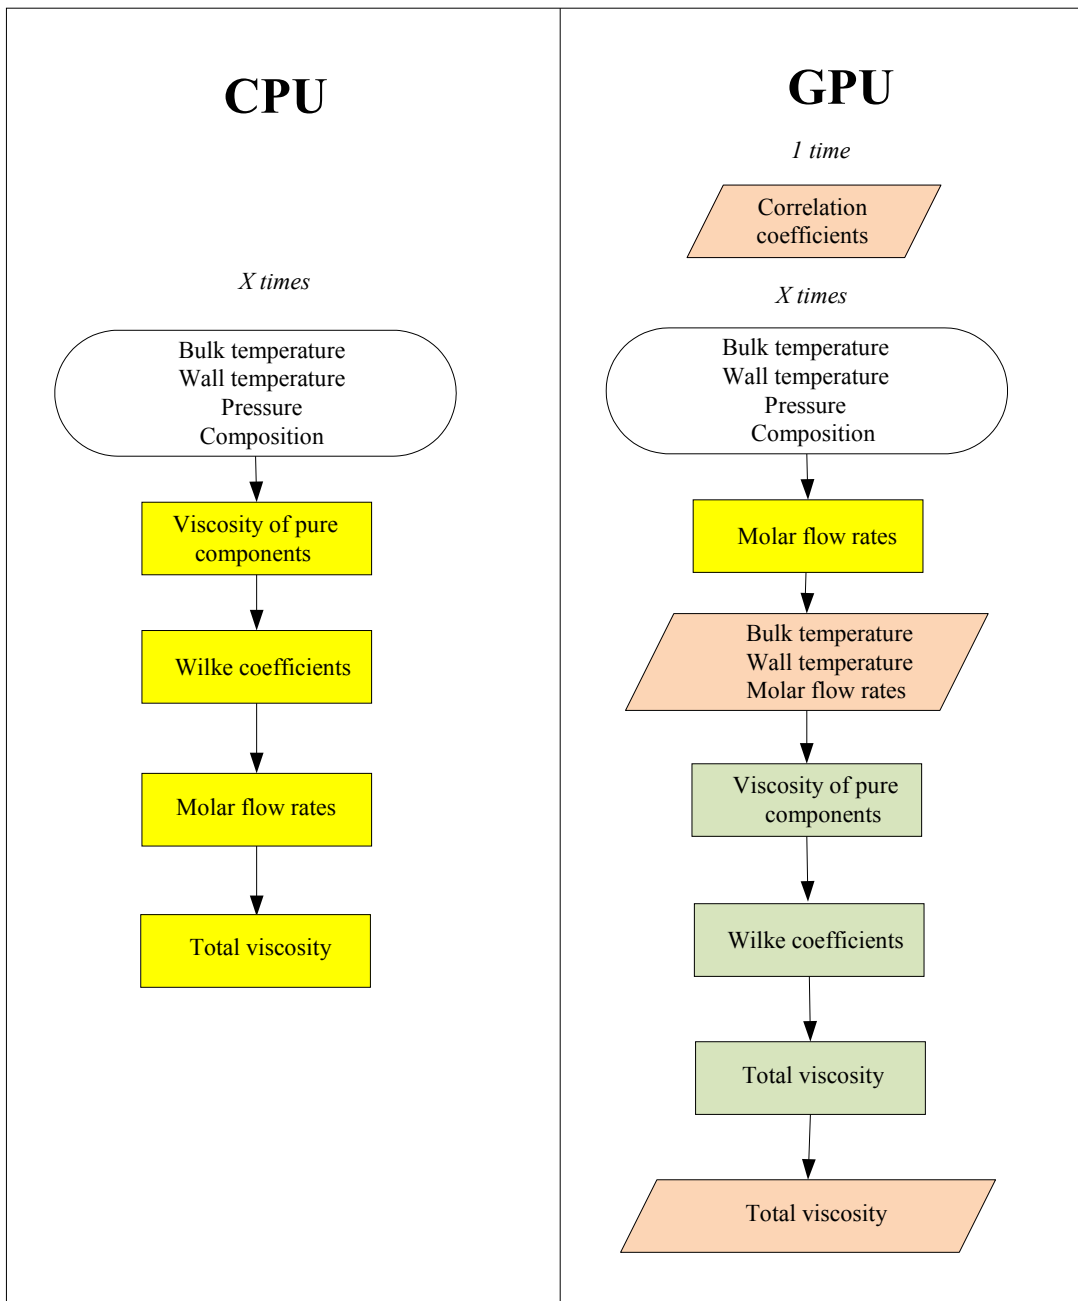 CPU
X times
Bulk temperature
Wall temperature
Pressure
Composition
Viscosity of pure
components
Wilke coefficients
Molar flow rates
Total viscosity
GPU
1 time
Correlation
coefficients
X times
Bulk temperature
Wall temperature
Pressure
Composition
Molar flow rates
Bulk temperature
Wall temperature
Molar flow rates
Viscosity of pure
components
Wilke coefficients
Total viscosity
Total viscosity